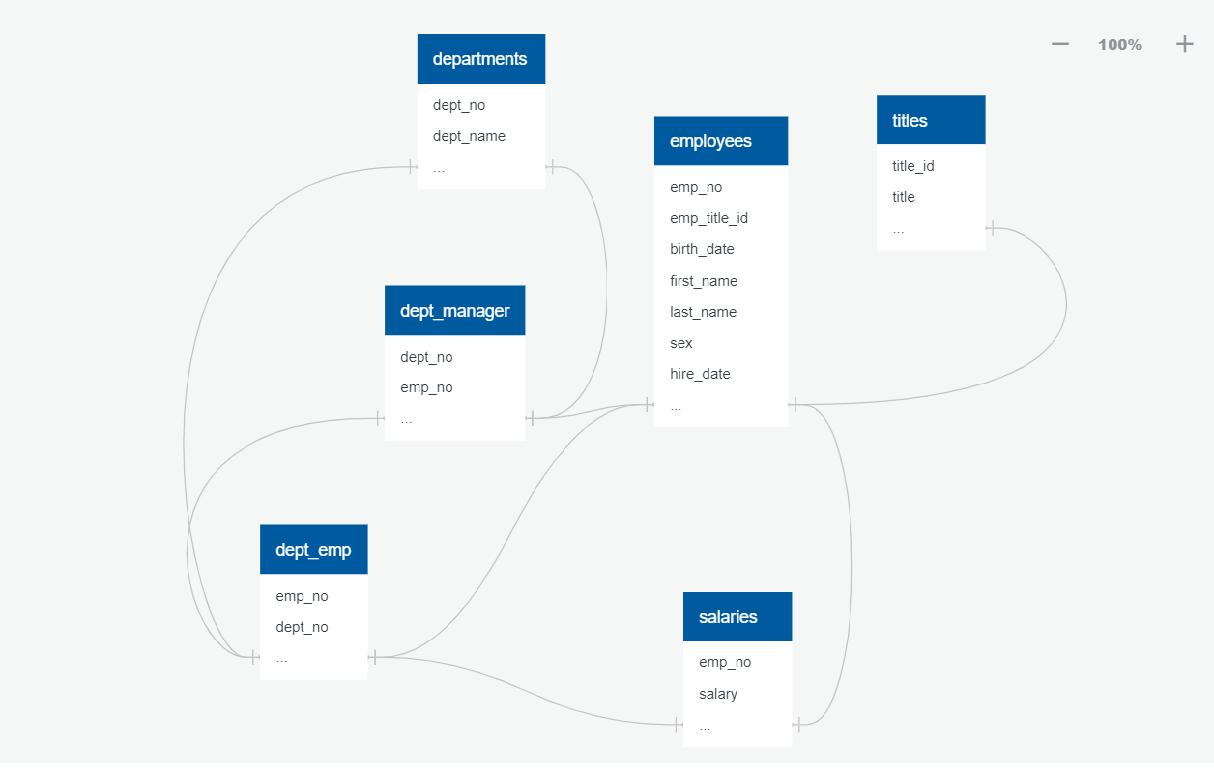 departments
dept_no
dept_name
...
100%
employees
emp_no
emp_title_id
birth_date
first_name
last_name
sex
hire_date
...
titles
title_id
title
...
dept_manager
dept_no
emp_no
...
dept_emp
emp_no
dept_no
...
salaries
emp_no
salary
...